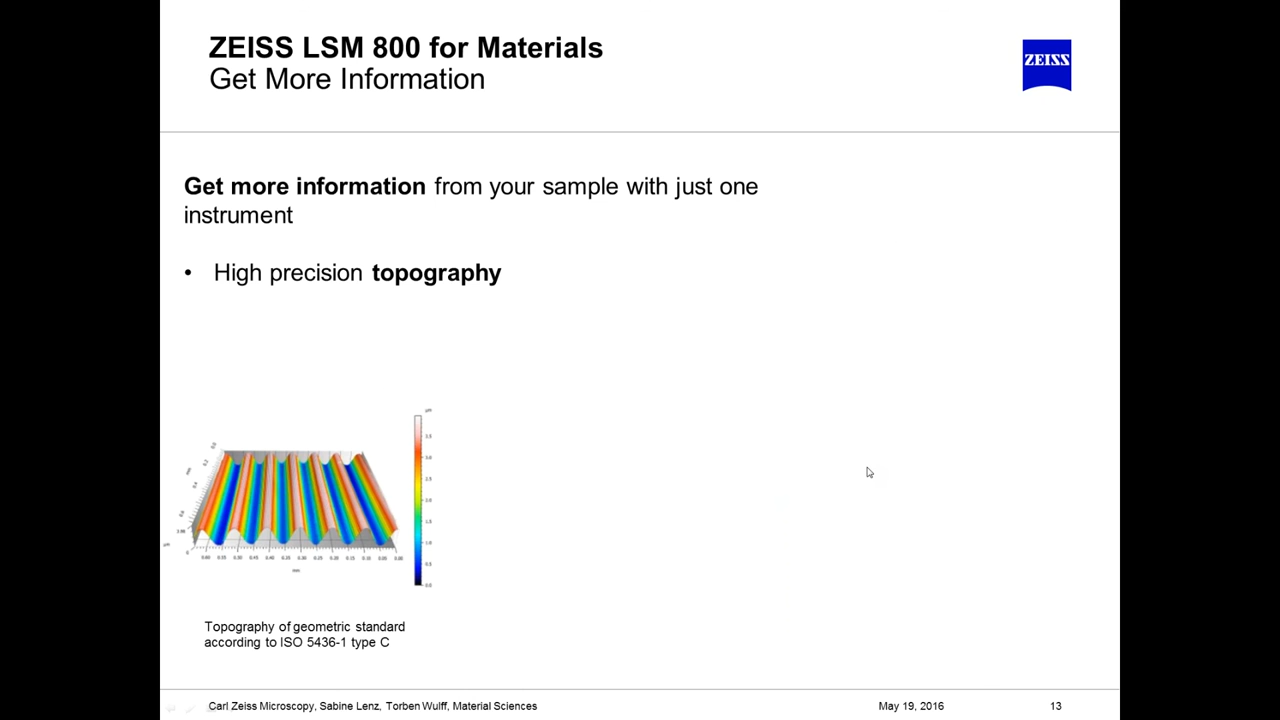 ZEISS LSM 800 for Materials
Get More Information
ZEISS
Get more information from your sample with just one
instrument
• High precision topography
Topography of geometric standard
according to ISO 5436-1 type C
Carl Zeiss Microscopy, Sabine Lenz, Torben Wulff, Material Sciences
May 19, 2016
13